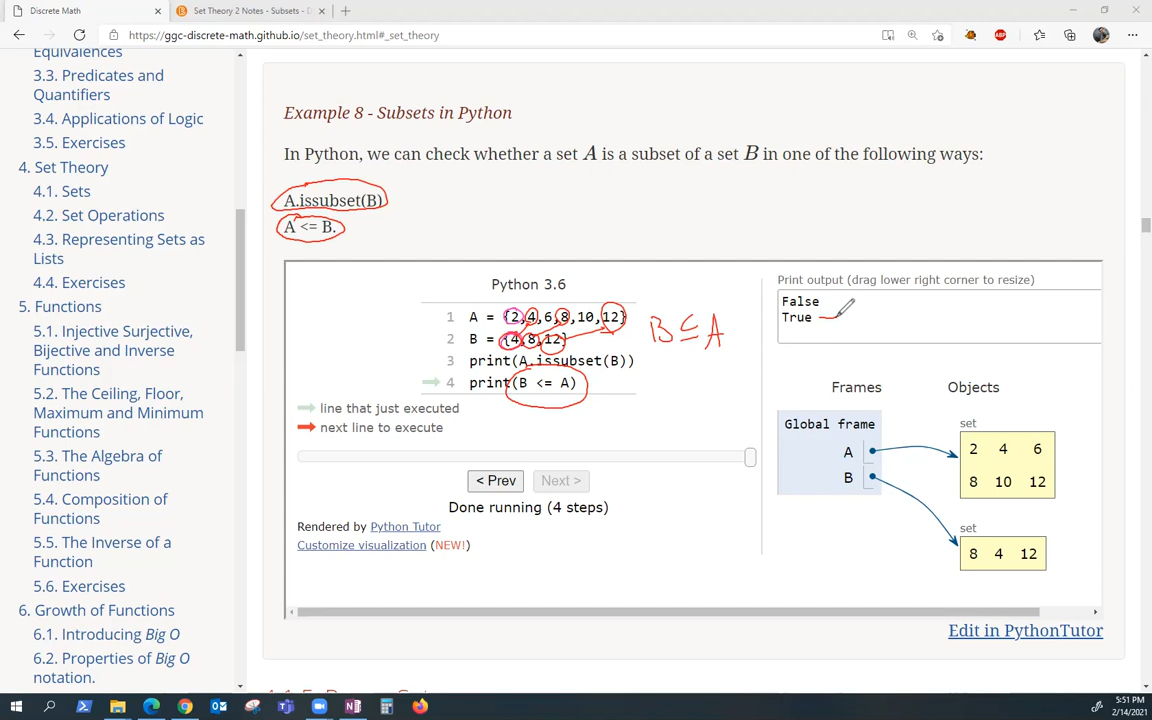 Discrete Math
Set Theory 2 Notes - Subsets - D
https://ggc-discrete-math.github.io/set_theory.html#_set_theory
Equivalences
3.3. Predicates and
Quantifiers
3.4. Applications of Logic
3.5. Exercises
4. Set Theory
4.1. Sets
4.2. Set Operations
4.3. Representing Sets as
Lists
4.4. Exercises
5. Functions
5.1. Injective Surjective,
Bijective and Inverse
Functions
5.2. The Ceiling, Floor,
Maximum and Minimum
Functions
5.3. The Algebra of
Functions
5.4. Composition of
Functions
5.5. The Inverse of a
Function
5.6. Exercises
6. Growth of Functions
6.1. Introducing Big O
6.2. Properties of Big O
notation.
Example 8 - Subsets in Python
In Python, we can check whether a set A is a subset of a set B in one of the following ways:
A.issubset(B)
A <= B.
Python 3.6
1 A = {2,4,6,8,10,12}
2 B = {4,8,12}
3 print(A.issubset(B))
4 print(B <= A)
B ⊆ A
line that just executed
next line to execute
< Prev
Next >
Done running (4 steps)
Rendered by Python Tutor
Customize visualization (NEW!)
Print output (drag lower right corner to resize)
False
True
Frames
Objects
Global frame
A
B
set
2 4 6
8 10 12
set
8 4 12
Edit in PythonTutor
ABP
5:51 PM
2/14/2021